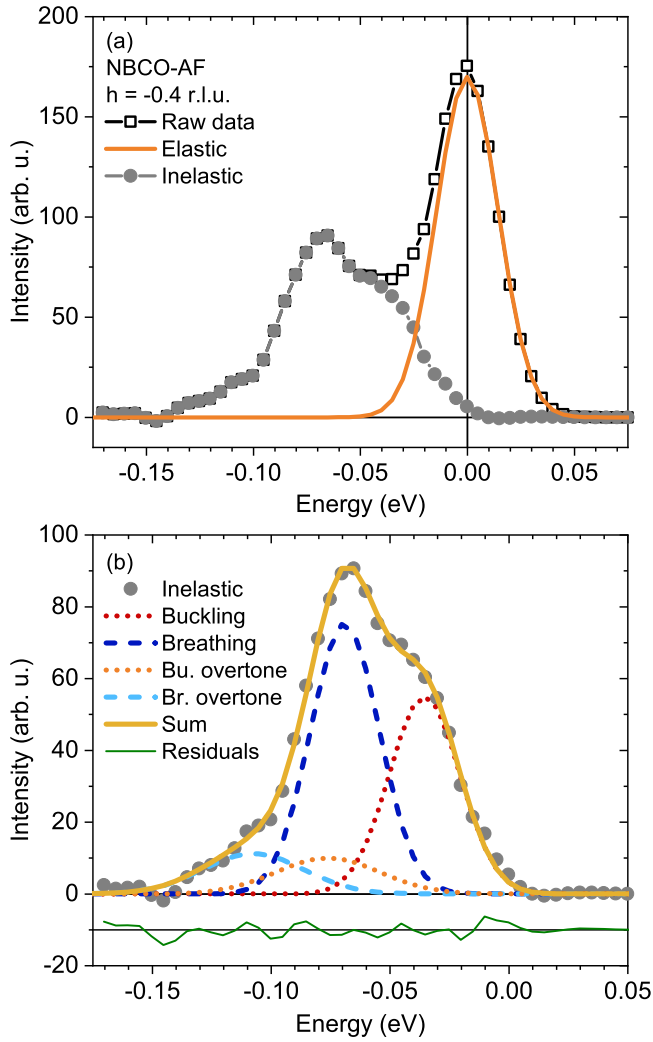 (a)
NBCO-AF
h = -0.4 r.l.u.
Raw data
Elastic
Inelastic
200
150
100
50
0
Intensity (arb. u.)
-0.15 -0.10 -0.05 0.00 0.05
Energy (eV)
(b)
Inelastic
Buckling
Breathing
Bu. overtone
Br. overtone
Sum
Residuals
100
80
60
40
20
0
-20
Intensity (arb. u.)
-0.15 -0.10 -0.05 0.00 0.05
Energy (eV)